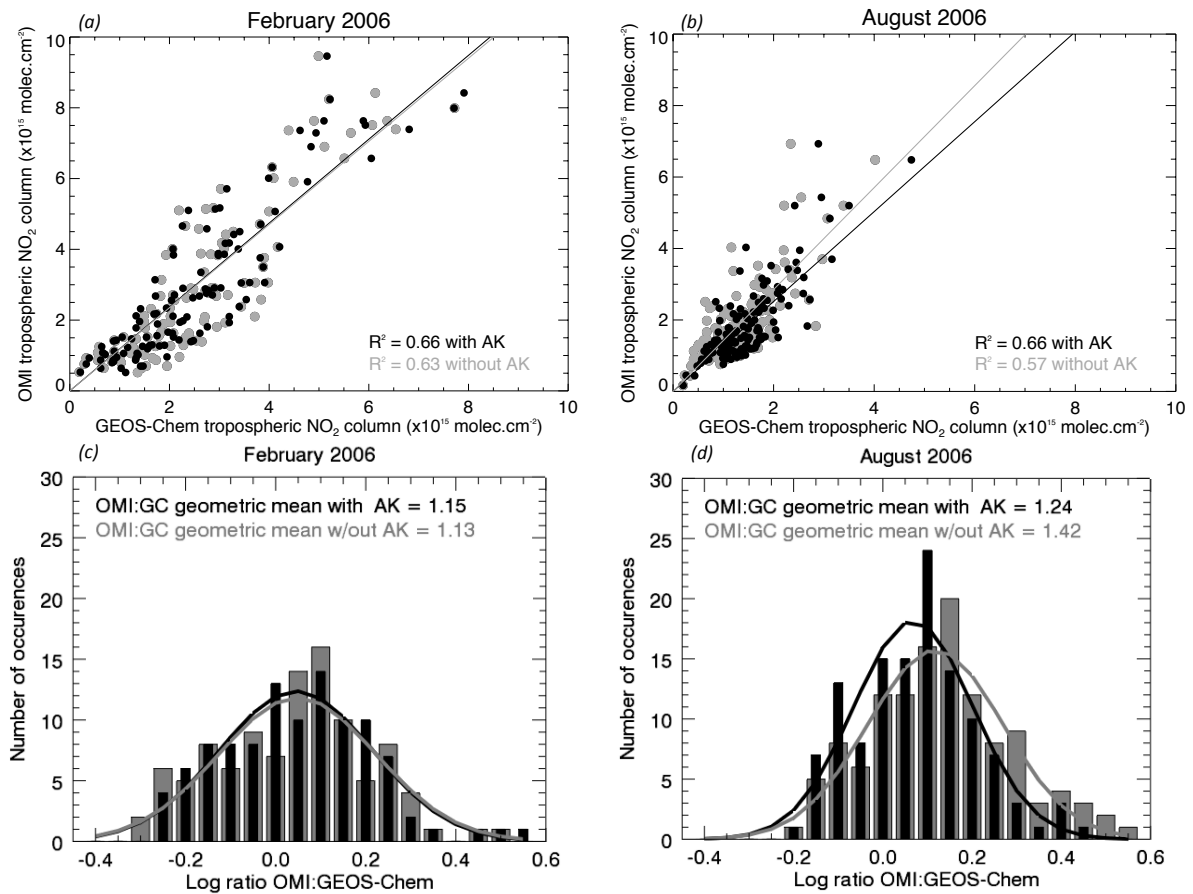 (a)
February 2006
OMI tropospheric NO₂ column (x10¹⁵ molec.cm⁻²)
10
8
6
4
2
0
R² = 0.66 with AK
R² = 0.63 without AK
0 2 4 6 8 10
GEOS-Chem tropospheric NO₂ column (x10¹⁵ molec.cm⁻²)
(b)
August 2006
OMI tropospheric NO₂ column (x10¹⁵ molec.cm⁻²)
10
8
6
4
2
0
R² = 0.66 with AK
R² = 0.57 without AK
0 2 4 6 8 10
GEOS-Chem tropospheric NO₂ column (x10¹⁵ molec.cm⁻²)
(c)
February 2006
Number of occurences
30
25
20
15
10
5
0
OMI:GC geometric mean with AK = 1.15
OMI:GC geometric mean w/out AK = 1.13
-0.4 -0.2 0.0 0.2 0.4 0.6
Log ratio OMI:GEOS-Chem
(d)
August 2006
Number of occurences
30
25
20
15
10
5
0
OMI:GC geometric mean with AK = 1.24
OMI:GC geometric mean w/out AK = 1.42
-0.4 -0.2 0.0 0.2 0.4 0.6
Log ratio OMI:GEOS-Chem